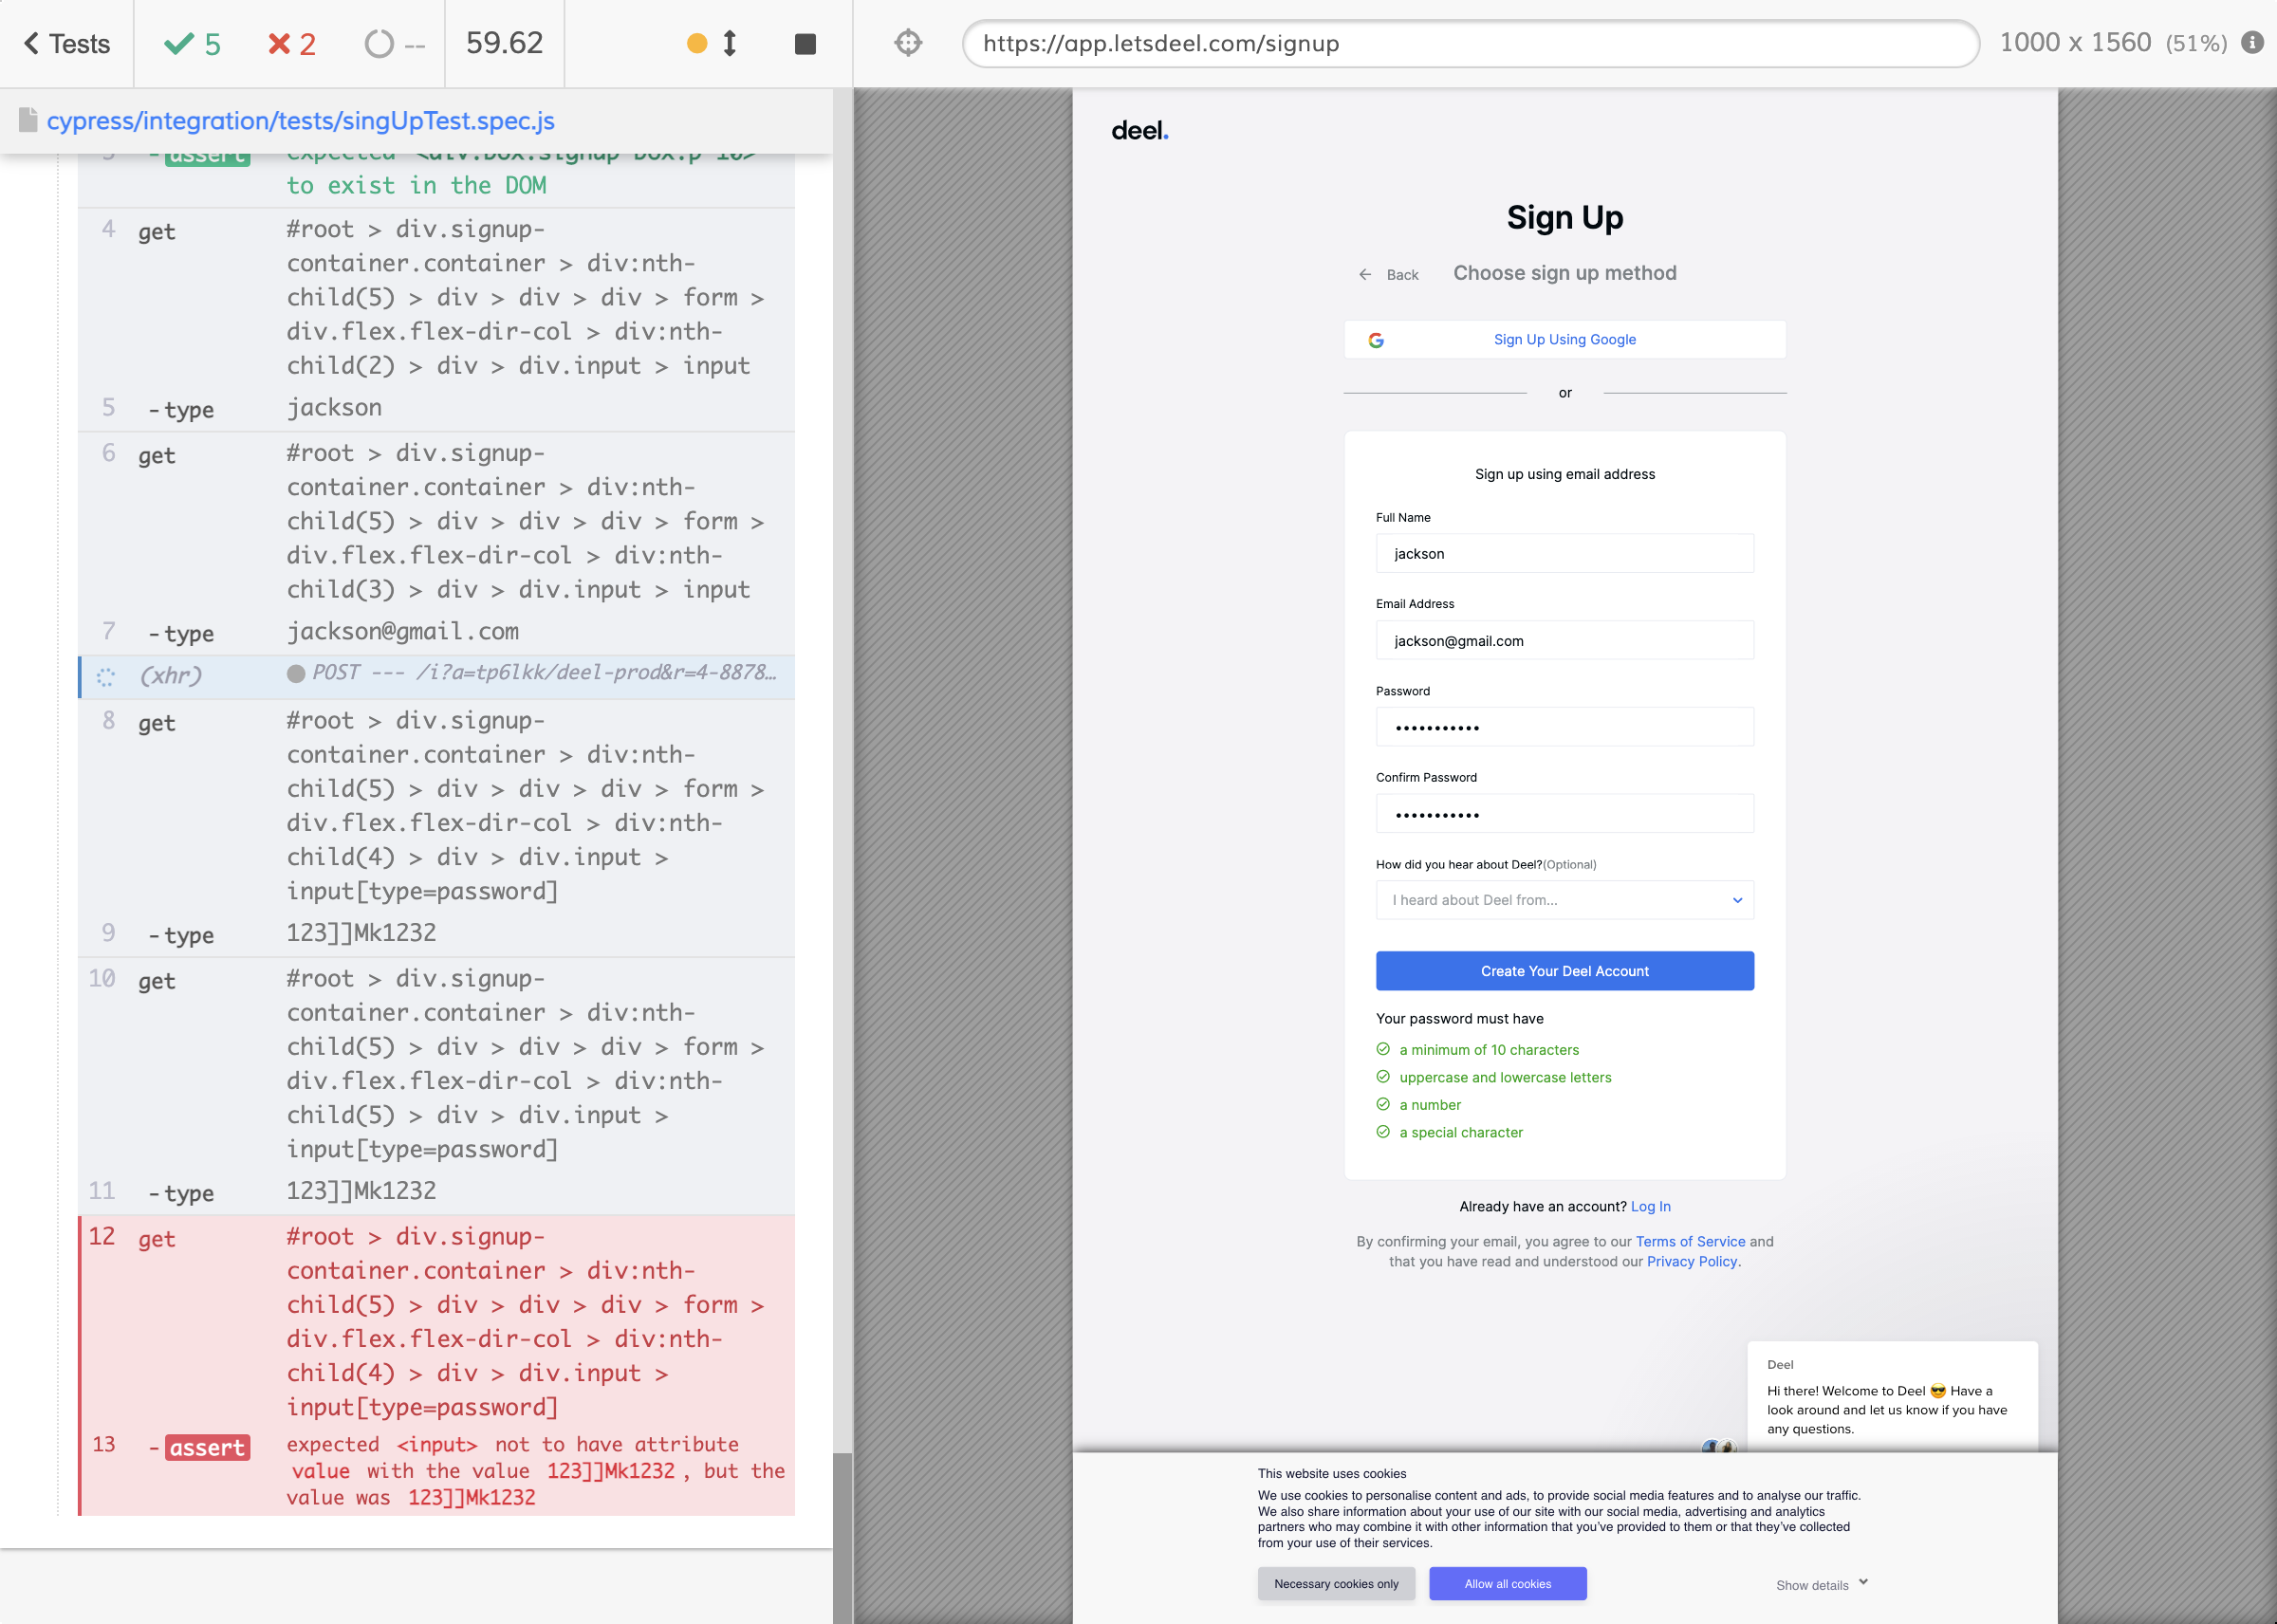 Tests
5
2
--
59.62
https://app.letsdeel.com/signup
1000 x 1560 (51%)
cypress/integration/tests/singUpTest.spec.js
3 -assert expected <div.box.signup-box.p-10>
to exist in the DOM
4 get #root > div.signup-
container.container > div:nth-
child(5) > div > div > div > form >
div.flex.flex-dir-col > div:nth-
child(2) > div > div.input > input
5 -type jackson
6 get #root > div.signup-
container.container > div:nth-
child(5) > div > div > div > form >
div.flex.flex-dir-col > div:nth-
child(3) > div > div.input > input
7 -type jackson@gmail.com
(xhr) POST --- /i?a=tp6lkk/deel-prod&r=4-8878…
8 get #root > div.signup-
container.container > div:nth-
child(5) > div > div > div > form >
div.flex.flex-dir-col > div:nth-
child(4) > div > div.input >
input[type=password]
9 -type 123]]Mk1232
10 get #root > div.signup-
container.container > div:nth-
child(5) > div > div > div > form >
div.flex.flex-dir-col > div:nth-
child(5) > div > div.input >
input[type=password]
11 -type 123]]Mk1232
12 get #root > div.signup-
container.container > div:nth-
child(5) > div > div > div > form >
div.flex.flex-dir-col > div:nth-
child(4) > div > div.input >
input[type=password]
13 -assert expected <input> not to have attribute
value with the value 123]]Mk1232 , but the
value was 123]]Mk1232
deel.
Sign Up
Back Choose sign up method
Sign Up Using Google
or
Sign up using email address
Full Name
jackson
Email Address
jackson@gmail.com
Password
•••••••••••
Confirm Password
•••••••••••
How did you hear about Deel?(Optional)
I heard about Deel from...
Create Your Deel Account
Your password must have
a minimum of 10 characters
uppercase and lowercase letters
a number
a special character
Already have an account? Log In
By confirming your email, you agree to our Terms of Service and
that you have read and understood our Privacy Policy.
Deel
Hi there! Welcome to Deel 😎 Have a
look around and let us know if you have
any questions.
This website uses cookies
We use cookies to personalise content and ads, to provide social media features and to analyse our traffic.
We also share information about your use of our site with our social media, advertising and analytics
partners who may combine it with other information that you've provided to them or that they've collected
from your use of their services.
Necessary cookies only
Allow all cookies
Show details